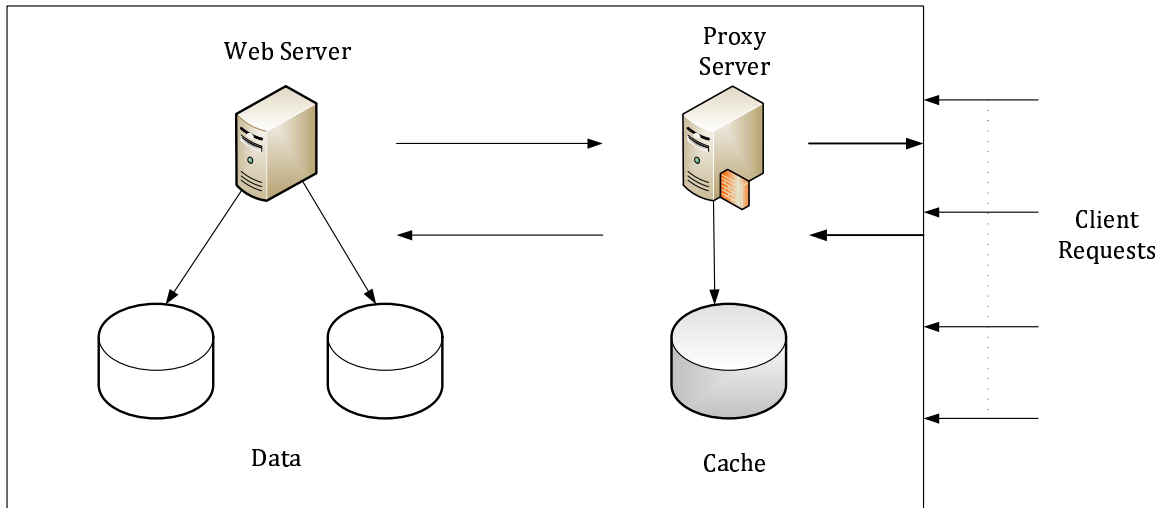 Web Server
Proxy
Server
Client
Requests
Data
Cache